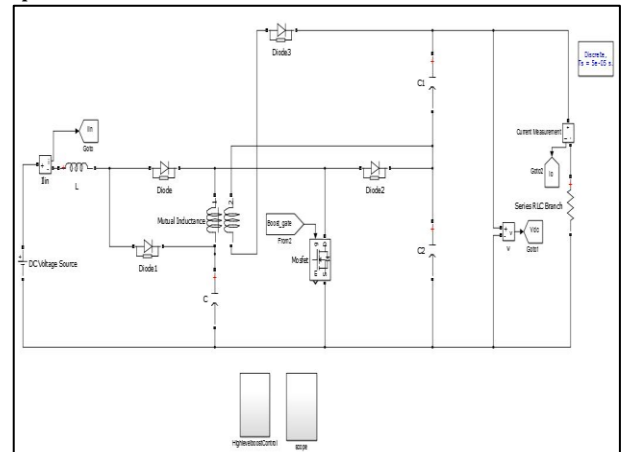 Diode3
Discrete,
Ts = 5e-05 s.
C1
Iin
Goto
Current Measurement
Iin
L
Diode
Diode2
Goto2
Io
Series RLC Branch
Mutual Inductance
Boost_gate
From2
Vdc
Goto1
v
DC Voltage Source
Diode1
Mosfet
C2
C
HighlevelboostControl
scope